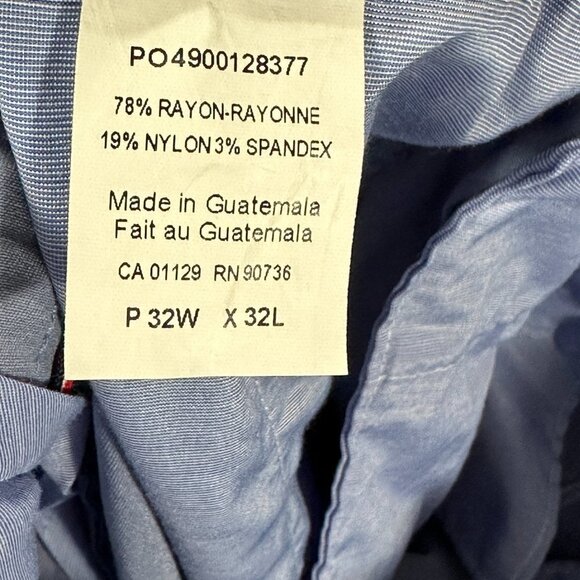 PO4900128377
78% RAYON-RAYONNE
19% NYLON 3% SPANDEX
Made in Guatemala
Fait au Guatemala
CA 01129 RN 90736
P 32W X 32L